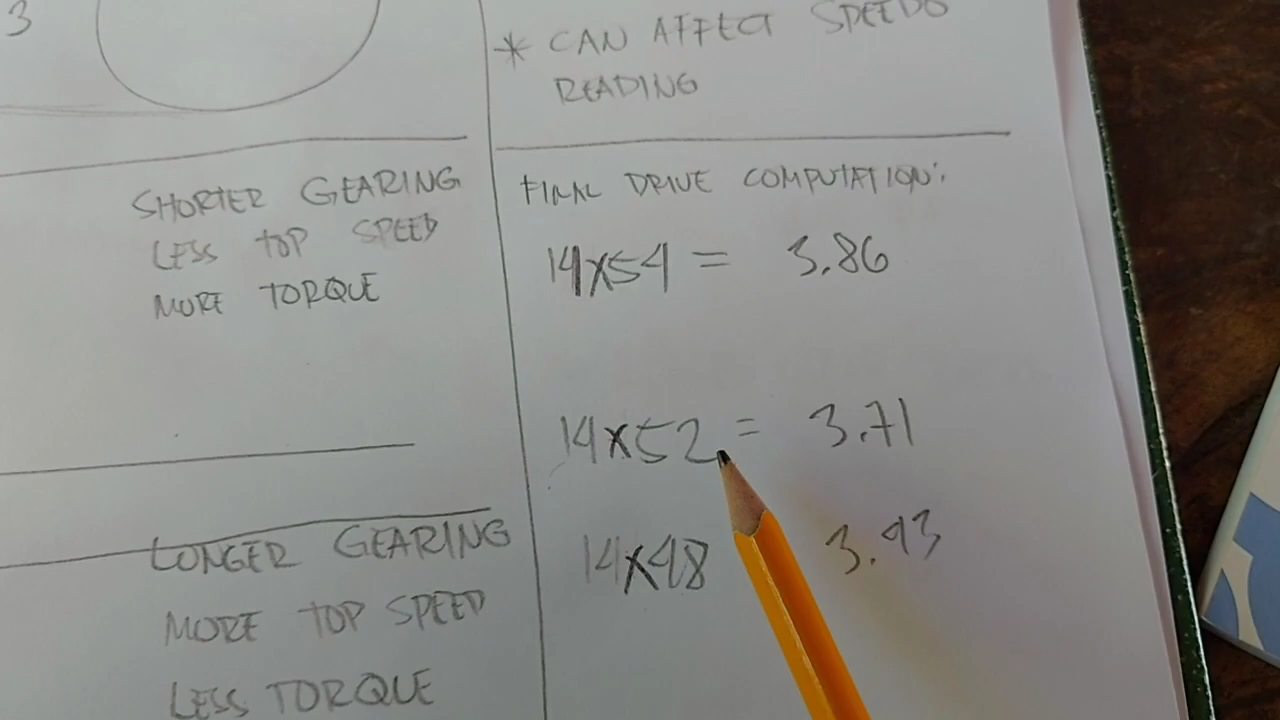 3
SHORTER GEARING
LESS TOP SPEED
MORE TORQUE
LONGER GEARING
MORE TOP SPEED
LESS TORQUE
* CAN AFFECT SPEEDO
READING
FINAL DRIVE COMPUTATION:
14x54 = 3.86
14x52 = 3.71
14x48 3.43